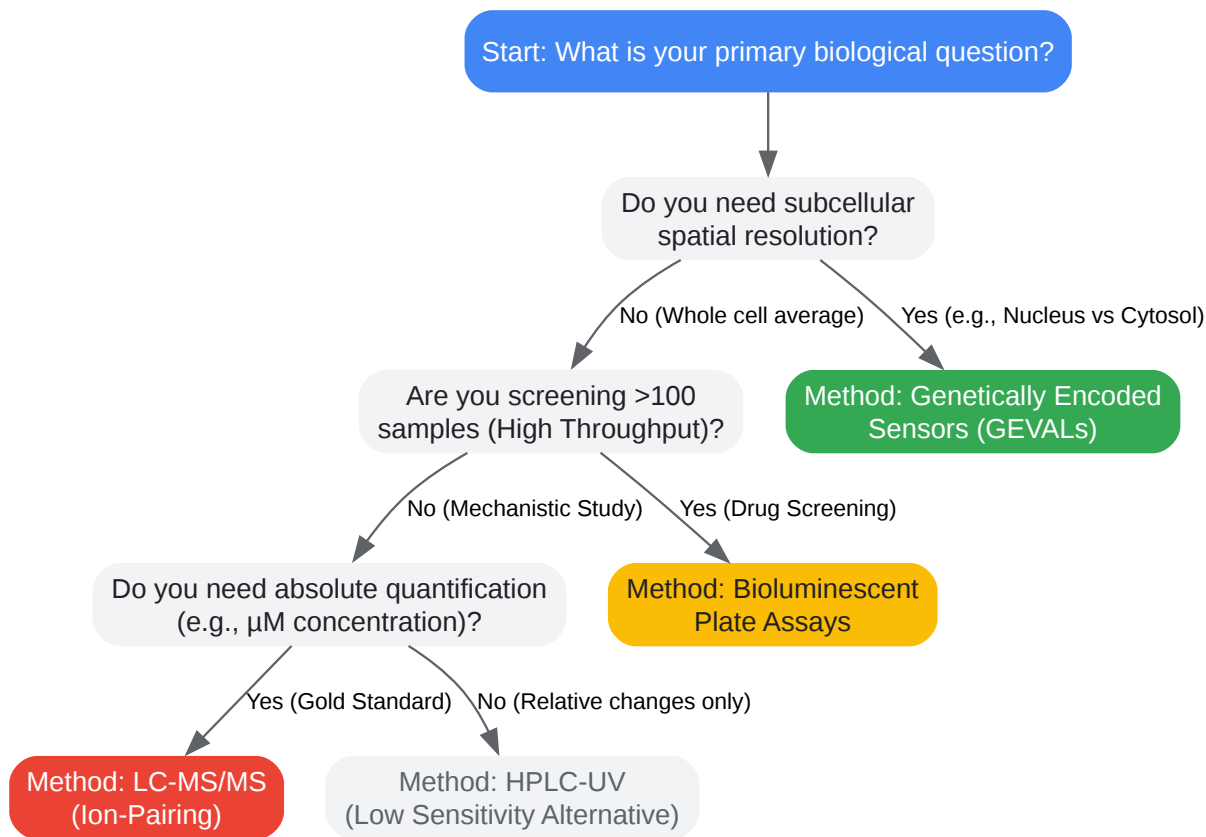 Start: What is your primary biological question?
Do you need subcellular
spatial resolution?
No (Whole cell average)
Yes (e.g., Nucleus vs Cytosol)
Are you screening >100
samples (High Throughput)?
Method: Genetically Encoded
Sensors (GEVALs)
No (Mechanistic Study)
Yes (Drug Screening)
Do you need absolute quantification
(e.g., µM concentration)?
Method: Bioluminescent
Plate Assays
Yes (Gold Standard)
No (Relative changes only)
Method: LC-MS/MS
(Ion-Pairing)
Method: HPLC-UV
(Low Sensitivity Alternative)